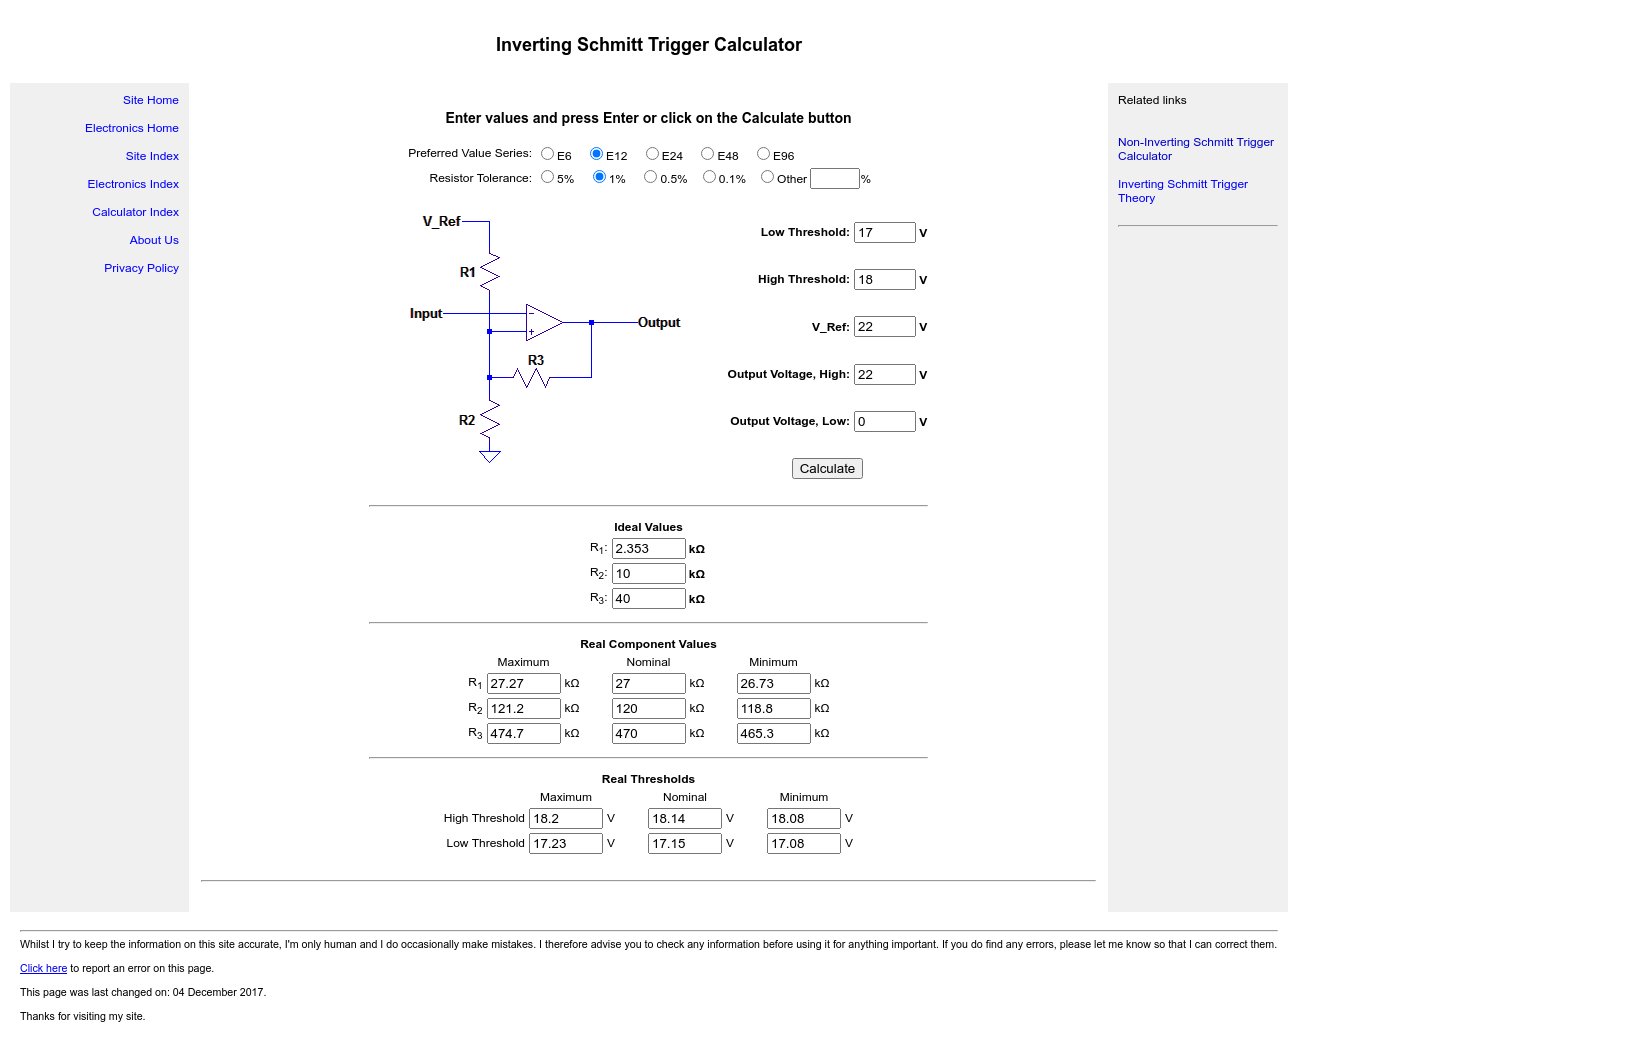 Inverting Schmitt Trigger Calculator
Site Home
Electronics Home
Site Index
Electronics Index
Calculator Index
About Us
Privacy Policy
Enter values and press Enter or click on the Calculate button
Preferred Value Series: E6 E12 E24 E48 E96
Resistor Tolerance: 5% 1% 0.5% 0.1% Other %
V_Ref
R1
Input
- 
+
Output
R3
R2
Low Threshold: 17 V
High Threshold: 18 V
V_Ref: 22 V
Output Voltage, High: 22 V
Output Voltage, Low: 0 V
Calculate
Ideal Values
R1: 2.353 kΩ
R2: 10 kΩ
R3: 40 kΩ
Real Component Values
Maximum Nominal Minimum
R1 27.27 kΩ 27 kΩ 26.73 kΩ
R2 121.2 kΩ 120 kΩ 118.8 kΩ
R3 474.7 kΩ 470 kΩ 465.3 kΩ
Real Thresholds
Maximum Nominal Minimum
High Threshold 18.2 V 18.14 V 18.08 V
Low Threshold 17.23 V 17.15 V 17.08 V
Related links
Non-Inverting Schmitt Trigger
Calculator
Inverting Schmitt Trigger
Theory
Whilst I try to keep the information on this site accurate, I'm only human and I do occasionally make mistakes. I therefore advise you to check any information before using it for anything important. If you do find any errors, please let me know so that I can correct them.
Click here to report an error on this page.
This page was last changed on: 04 December 2017.
Thanks for visiting my site.